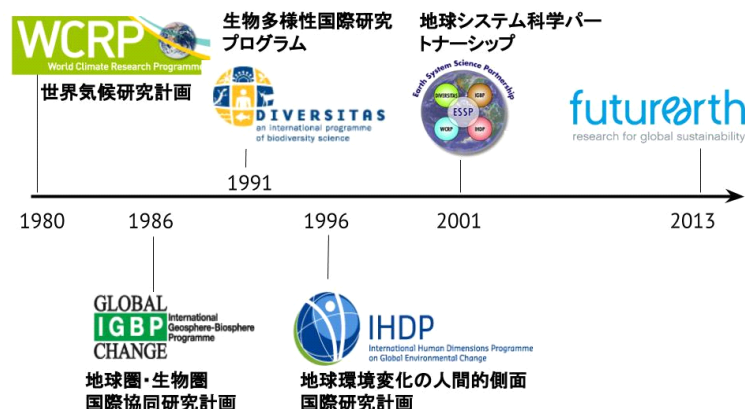 WCRP
World Climate Research Programme
世界気候研究計画
生物多様性国際研究
プログラム
DIVERSITAS
an international programme
of biodiversity science
地球システム科学パー
トナーシップ
Earth System Science Partnership
DIVERSITAS
IGBP
ESSP
WCRP
IHDP
futurearth
research for global sustainability
1991
1980
1986
1996
2001
2013
GLOBAL
IGBP
CHANGE
International
Geosphere-Biosphere
Programme
地球圏・生物圏
国際協同研究計画
IHDP
International Human Dimensions Programme
on Global Environmental Change
地球環境変化の人間的側面
国際研究計画